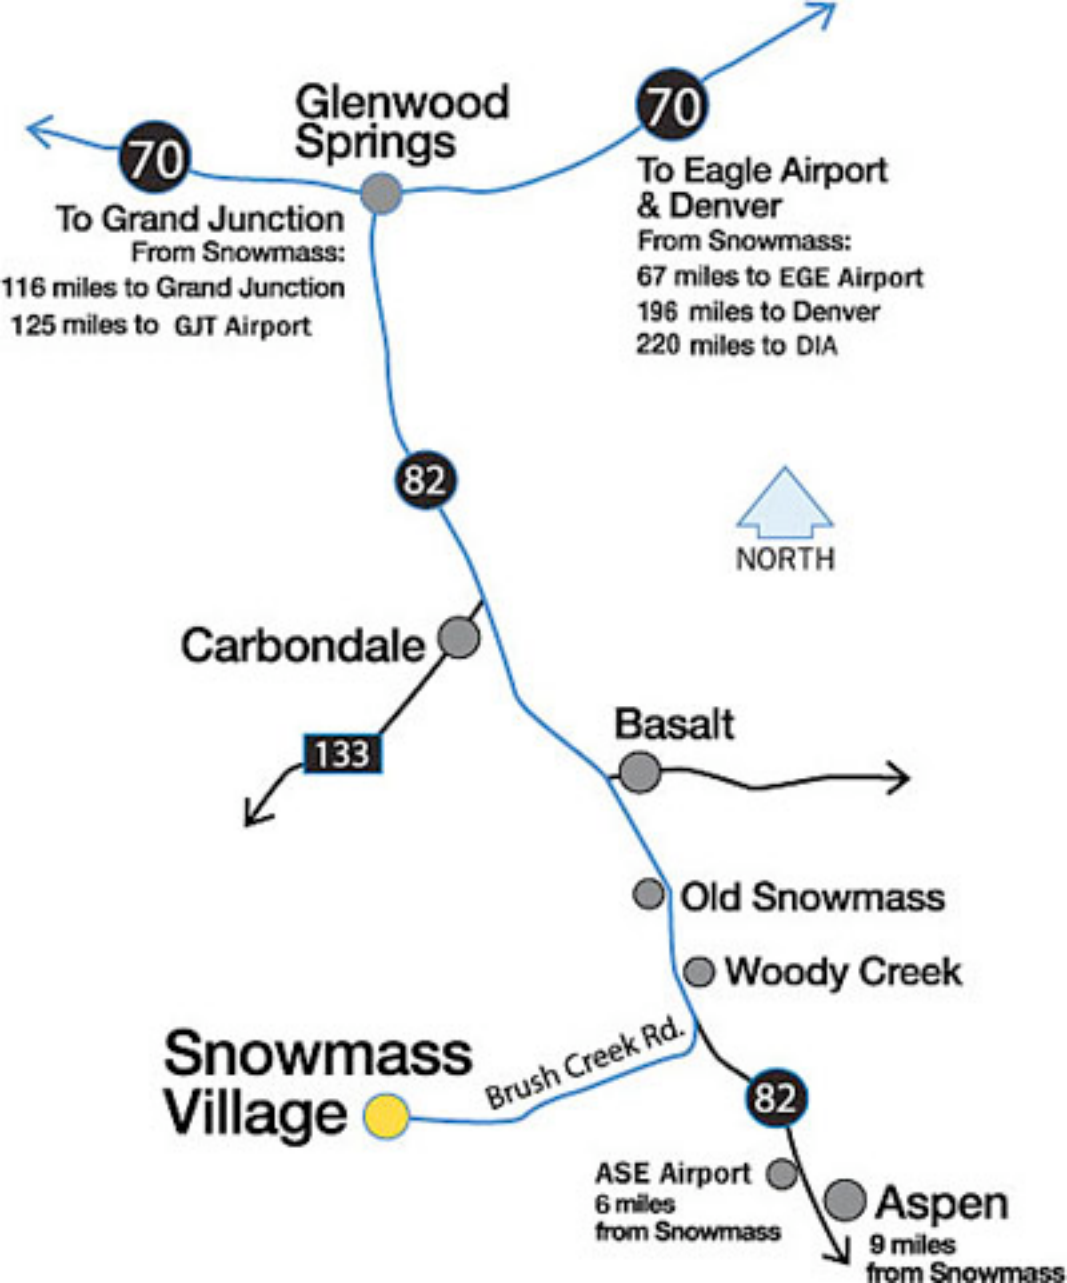 Glenwood
Springs
70
70
To Grand Junction
From Snowmass:
116 miles to Grand Junction
125 miles to GJT Airport
To Eagle Airport
& Denver
From Snowmass:
67 miles to EGE Airport
196 miles to Denver
220 miles to DIA
82
NORTH
Carbondale
133
Basalt
Old Snowmass
Woody Creek
Snowmass
Village
Brush Creek Rd.
82
ASE Airport
6 miles
from Snowmass
Aspen
9 miles
from Snowmass